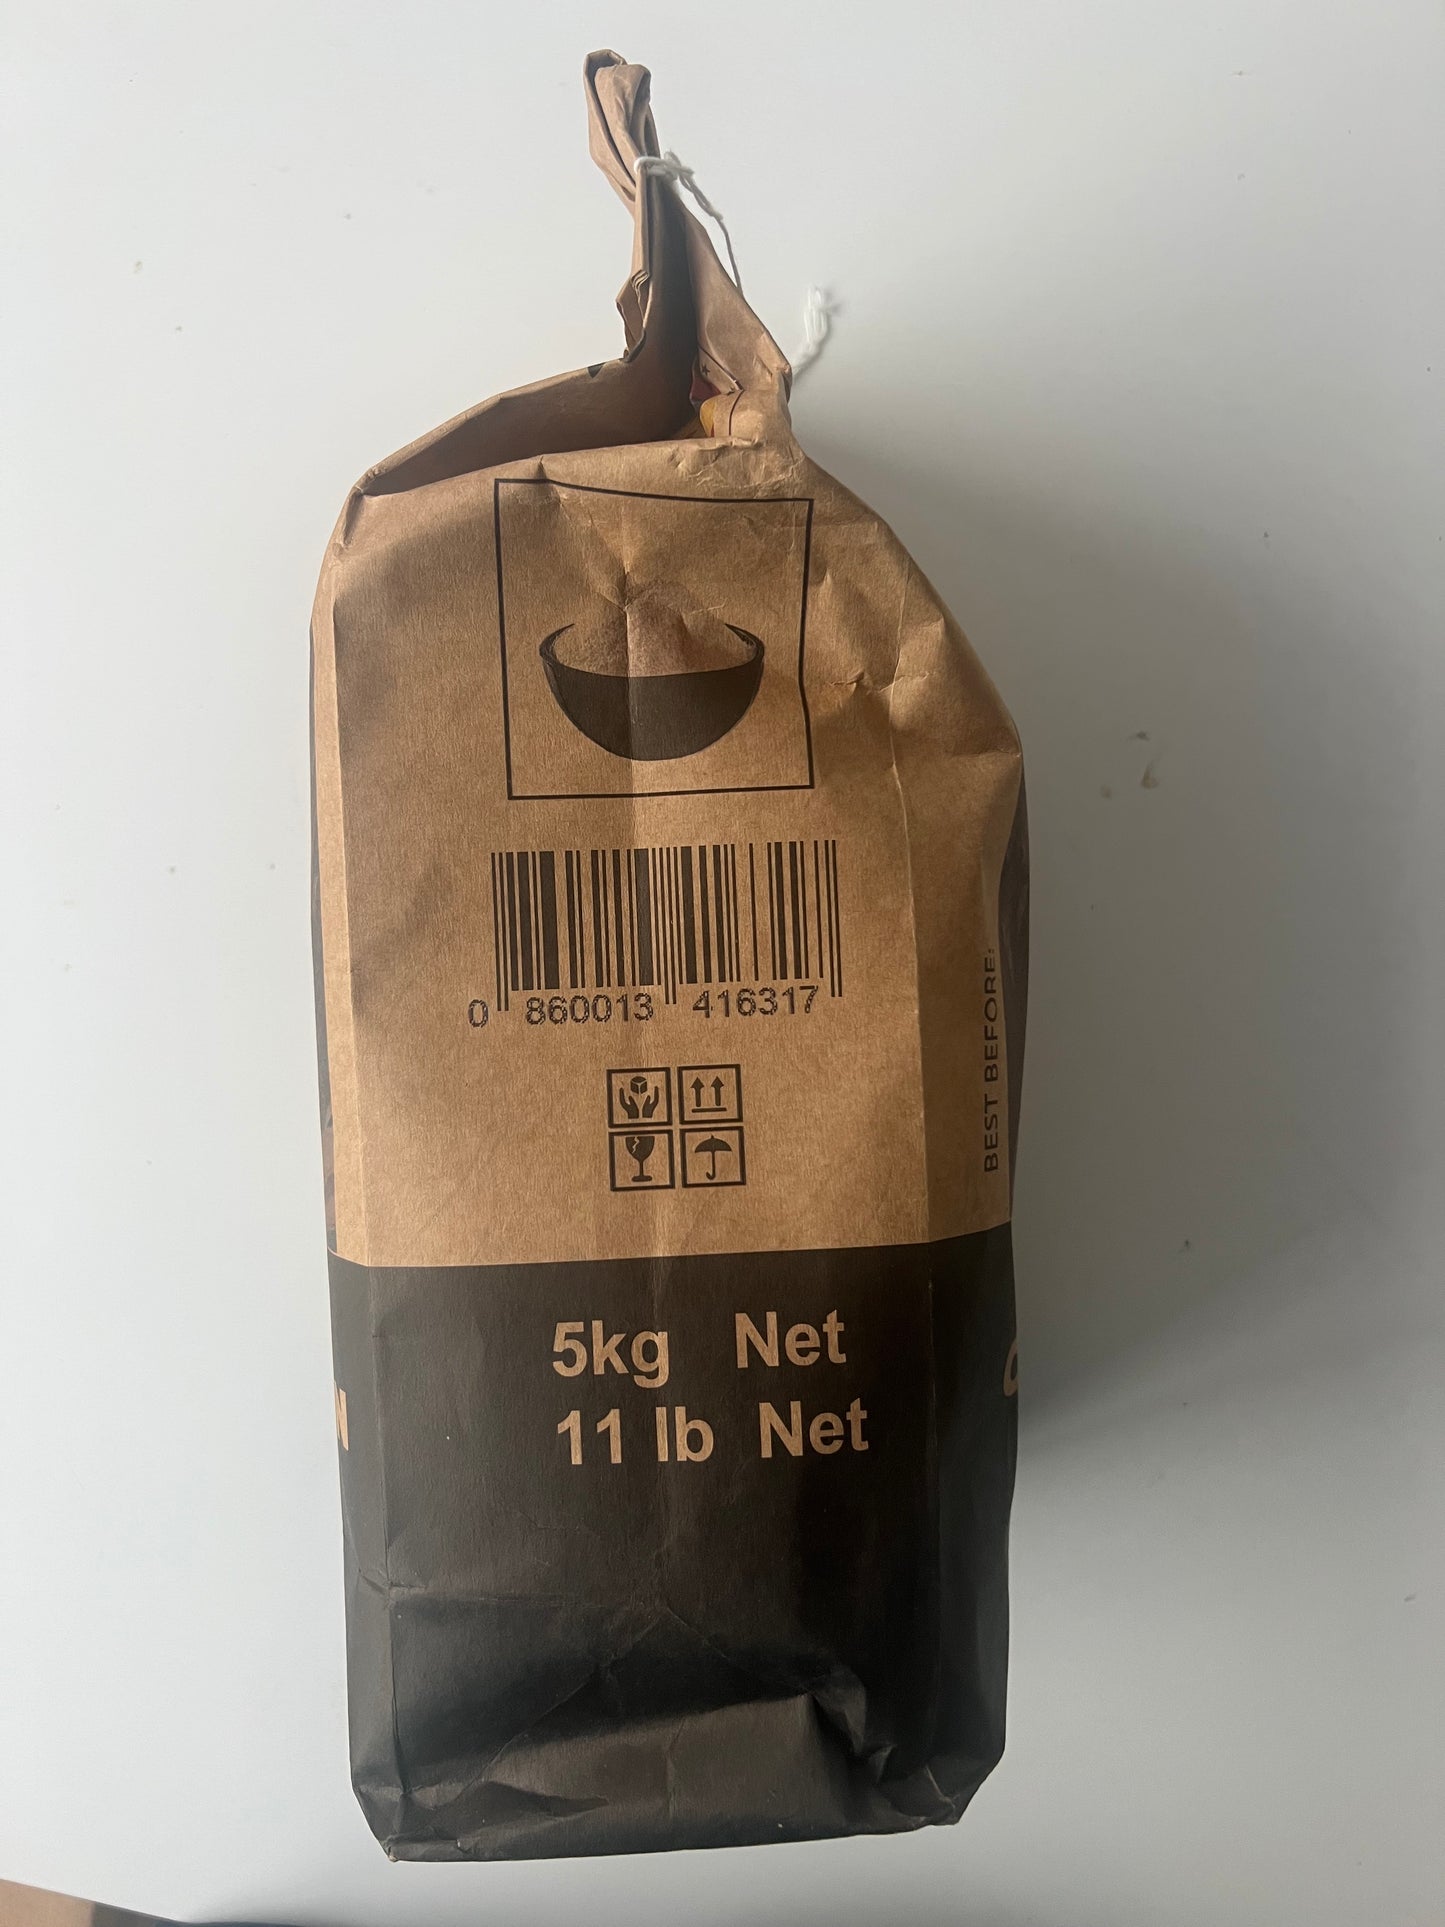 0 860013 416317
BEST BEFORE:
5kg Net
11 lb Net
N